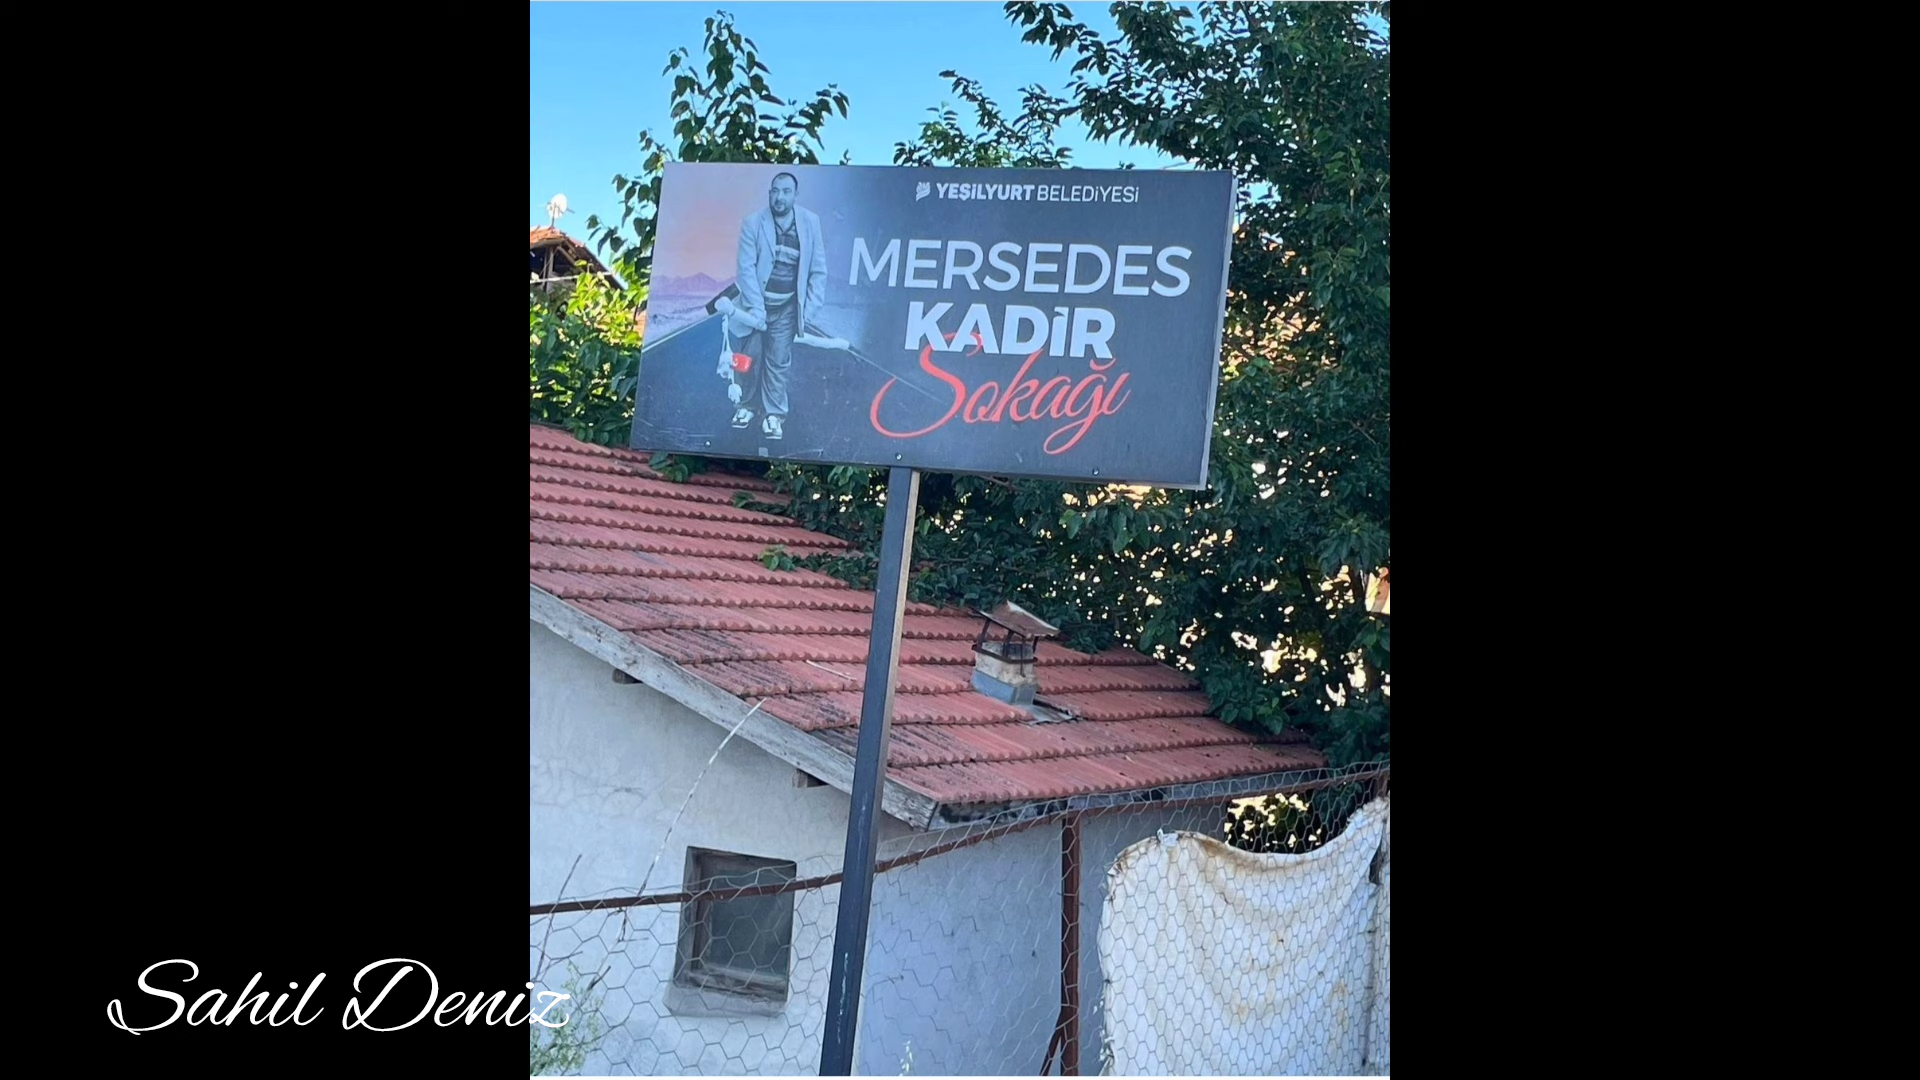 YEŞİLYURT BELEDİYESİ
MERSEDES
KADİR
Sokağı
Sahil Deniz